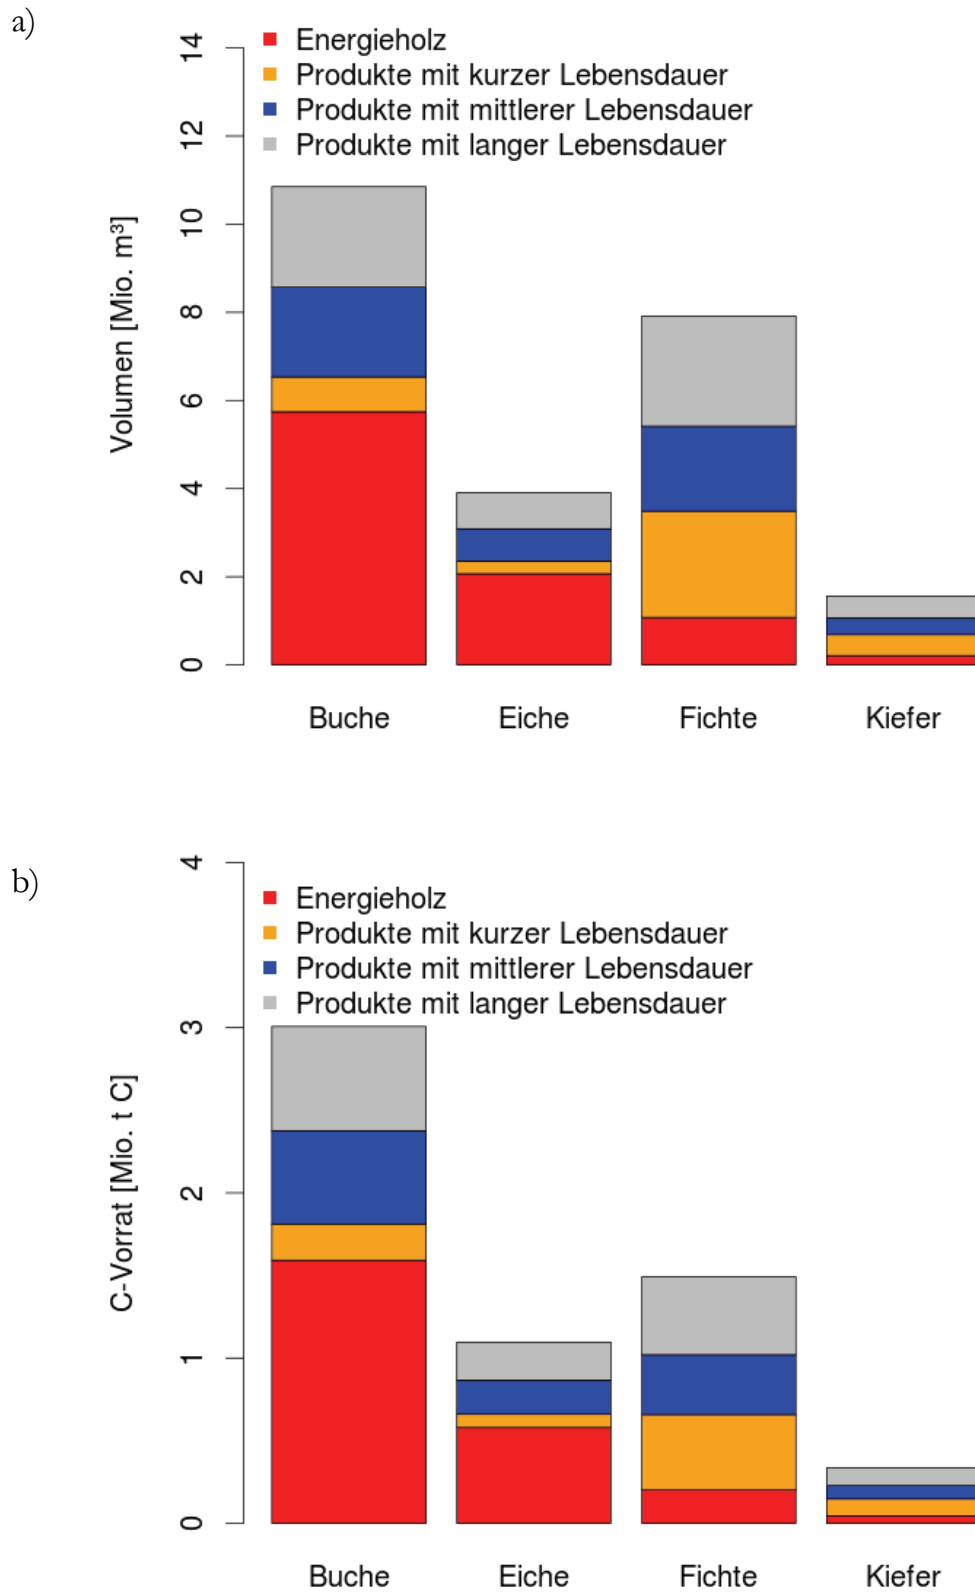 a)
Energieholz
Produkte mit kurzer Lebensdauer
Produkte mit mittlerer Lebensdauer
Produkte mit langer Lebensdauer
Volumen [Mio. m³]
14
12
10
8
6
4
2
0
Buche Eiche Fichte Kiefer
b)
Energieholz
Produkte mit kurzer Lebensdauer
Produkte mit mittlerer Lebensdauer
Produkte mit langer Lebensdauer
C-Vorrat [Mio. t C]
4
3
2
1
0
Buche Eiche Fichte Kiefer